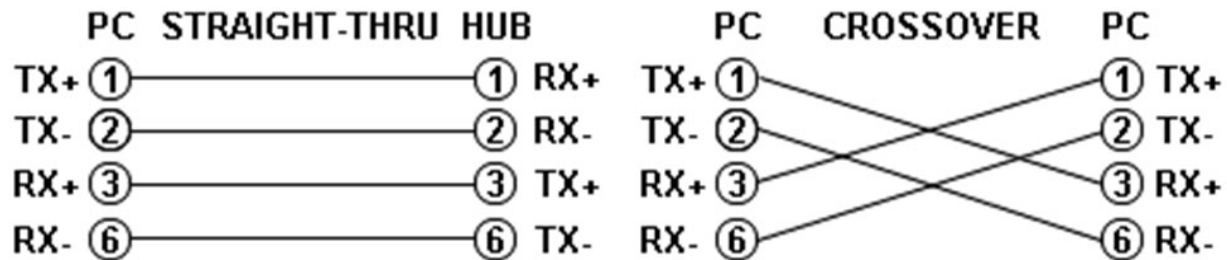 PC STRAIGHT-THRU HUB PC CROSSOVER PC
TX+ 1 1 RX+ TX+ 1 1 TX+
TX- 2 2 RX- TX- 2 2 TX-
RX+ 3 3 TX+ RX+ 3 3 RX+
RX- 6 6 TX- RX- 6 6 RX-